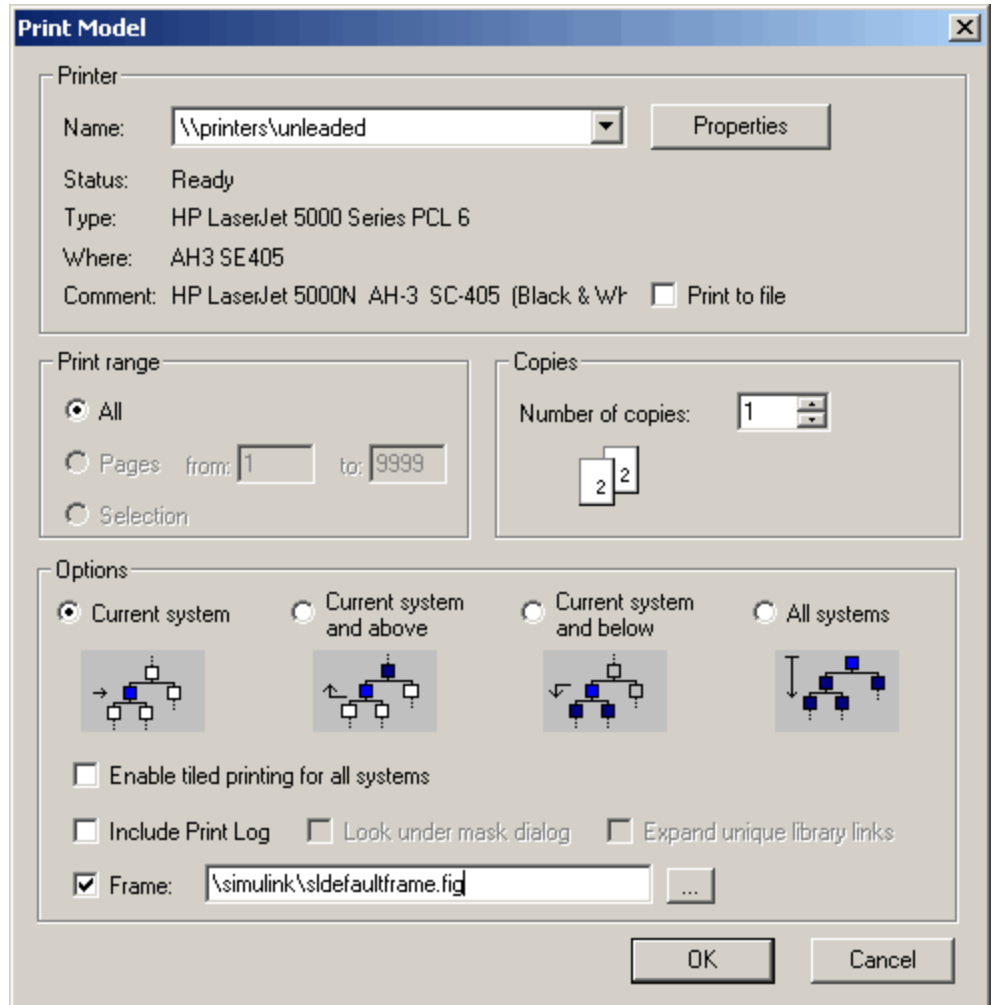 Print Model
Printer
Name: \\printers\unleaded Properties
Status: Ready
Type: HP LaserJet 5000 Series PCL 6
Where: AH3 SE405
Comment: HP LaserJet 5000N AH-3 SC-405 (Black & Wh Print to file
Print range
All
Pages from: 1 to: 9999
Selection
Copies
Number of copies: 1
2 2
Options
Current system
Current system
and above
Current system
and below
All systems
Enable tiled printing for all systems
Include Print Log Look under mask dialog Expand unique library links
Frame: \simulink\sldefaultframe.fig ...
OK Cancel